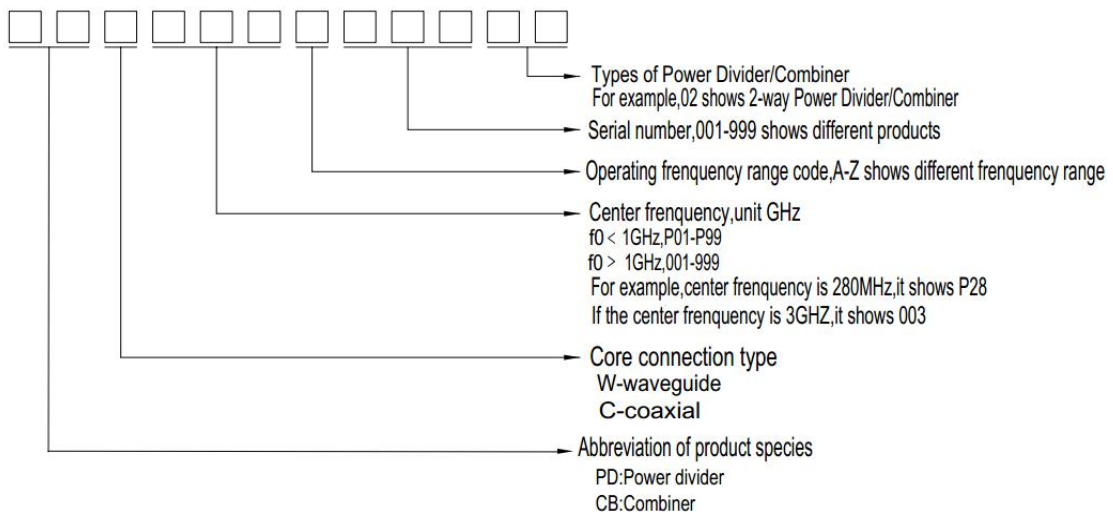 Types of Power Divider/Combiner
For example,02 shows 2-way Power Divider/Combiner
Serial number,001-999 shows different products
Operating frenquency range code,A-Z shows different frenquency range
Center frenquency,unit GHz
f0< 1GHz,P01-P99
f0> 1GHz,001-999
For example,center frenquency is 280MHz,it shows P28
If the center frenquency is 3GHZ,it shows 003
Core connection type
W-waveguide
C-coaxial
Abbreviation of product species
PD:Power divider
CB:Combiner